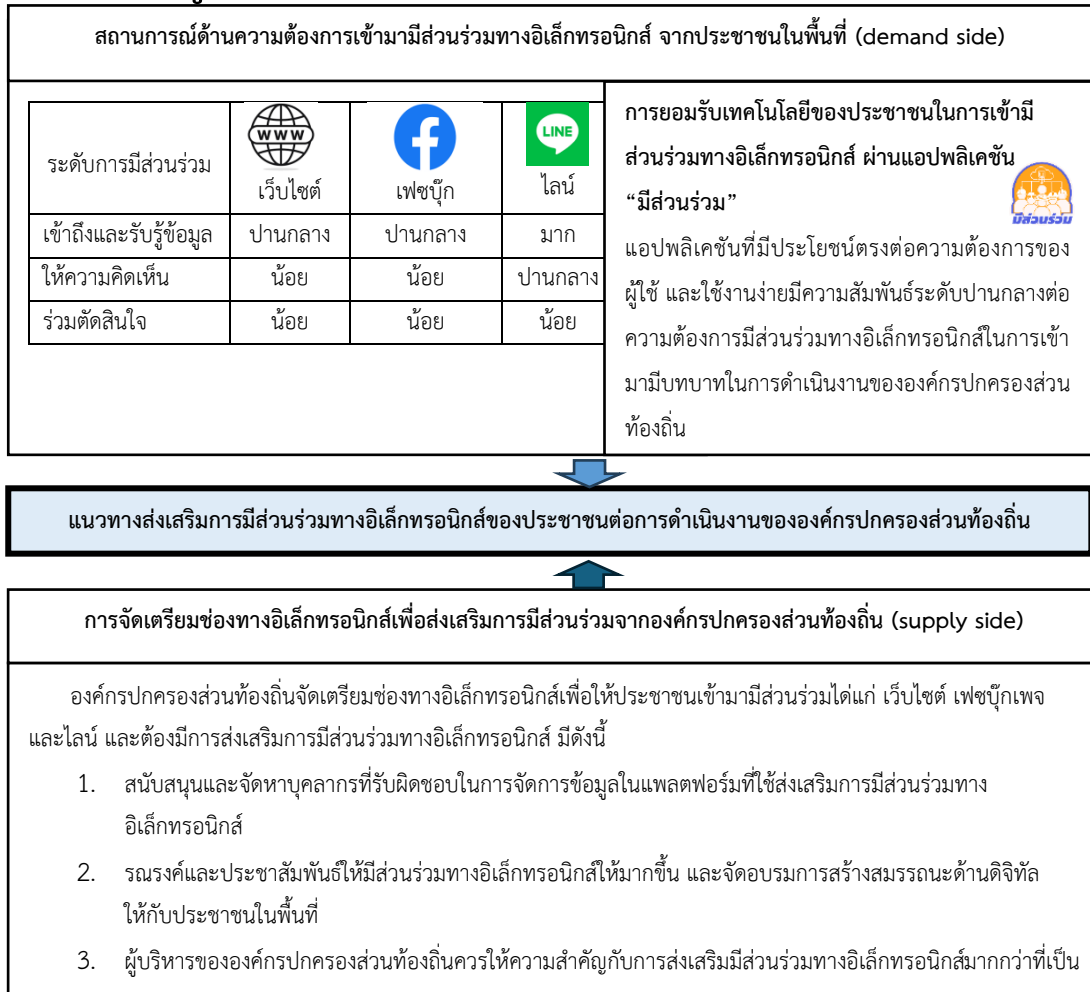 สถานการณ์ด้านความต้องการเข้ามามีส่วนร่วมทางอิเล็กทรอนิกส์ จากประชาชนในพื้นที่ (demand side)
ระดับการมีส่วนร่วม
WWW
เว็บไซต์
เฟซบุ๊ก
LINE
ไลน์
เข้าถึงและรับรู้ข้อมูล ปานกลาง ปานกลาง มาก
ให้ความคิดเห็น น้อย น้อย ปานกลาง
ร่วมตัดสินใจ น้อย น้อย น้อย
การยอมรับเทคโนโลยีของประชาชนในการเข้ามี
ส่วนร่วมทางอิเล็กทรอนิกส์ ผ่านแอปพลิเคชัน
“มีส่วนร่วม”
มีส่วนร่วม
แอปพลิเคชันที่มีประโยชน์ตรงต่อความต้องการของ
ผู้ใช้ และใช้งานง่ายมีความสัมพันธ์ระดับปานกลางต่อ
ความต้องการมีส่วนร่วมทางอิเล็กทรอนิกส์ในการเข้า
มามีบทบาทในการดำเนินงานขององค์กรปกครองส่วน
ท้องถิ่น
แนวทางส่งเสริมการมีส่วนร่วมทางอิเล็กทรอนิกส์ของประชาชนต่อการดำเนินงานขององค์กรปกครองส่วนท้องถิ่น
การจัดเตรียมช่องทางอิเล็กทรอนิกส์เพื่อส่งเสริมการมีส่วนร่วมจากองค์กรปกครองส่วนท้องถิ่น (supply side)
องค์กรปกครองส่วนท้องถิ่นจัดเตรียมช่องทางอิเล็กทรอนิกส์เพื่อให้ประชาชนเข้ามามีส่วนร่วมได่แก่ เว็บไซต์ เฟซบุ๊กเพจ
และไลน์ และต้องมีการส่งเสริมการมีส่วนร่วมทางอิเล็กทรอนิกส์ มีดังนี้
1. สนับสนุนและจัดหาบุคลากรที่รับผิดชอบในการจัดการข้อมูลในแพลตฟอร์มที่ใช้ส่งเสริมการมีส่วนร่วมทาง
อิเล็กทรอนิกส์
2. รณรงค์และประชาสัมพันธ์ให้มีส่วนร่วมทางอิเล็กทรอนิกส์ให้มากขึ้น และจัดอบรมการสร้างสมรรถนะด้านดิจิทัล
ให้กับประชาชนในพื้นที่
3. ผู้บริหารขององค์กรปกครองส่วนท้องถิ่นควรให้ความสำคัญกับการส่งเสริมมีส่วนร่วมทางอิเล็กทรอนิกส์มากกว่าที่เป็น